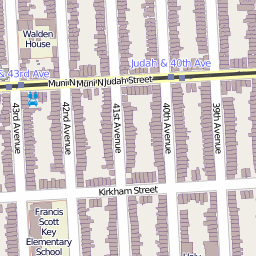 Walden
House
Judah & 40th Ave
& 43rd Ave
Muni N
Muni N Judah Street
43rd Avenue
42nd Avenue
41st Avenue
40th Avenue
39th Avenue
Kirkham Street
Francis
Scott
Key
Elementary
School